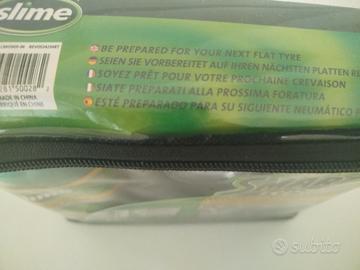 slime
BE PREPARED FOR YOUR NEXT FLAT TYRE
SEIEN SIE VORBEREITET AUF IHREN NÄCHSTEN PLATTEN RE
SOYEZ PRÊT POUR VOTRE PROCHAINE CREVAISON
SIATE PREPARATI ALLA PROSSIMA FORATURA
ESTÉ PREPARADO PARA SU SIGUIENTE NEUMÁTICO
MADE IN CHINA
subito